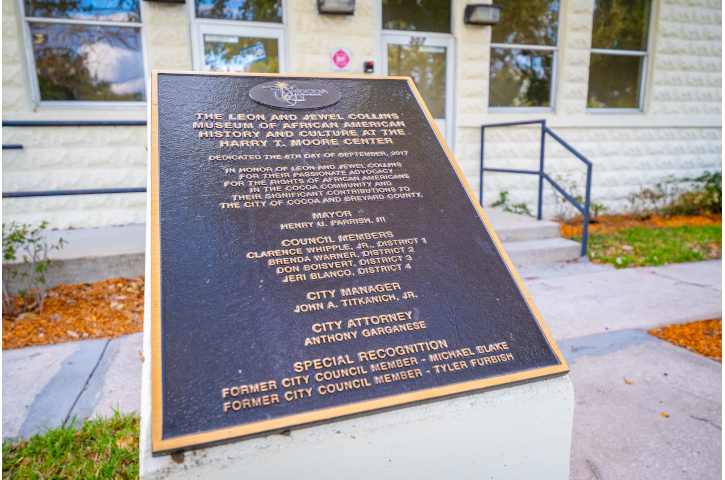 307
THE LEON AND JEWEL COLLINS
MUSEUM OF AFRICAN AMERICAN
HISTORY AND CULTURE AT THE
HARRY T. MOORE CENTER
DEDICATED THE 6TH DAY OF SEPTEMBER, 2017
IN HONOR OF LEON AND JEWEL COLLINS
FOR THEIR PASSIONATE ADVOCACY
FOR THE RIGHTS OF AFRICAN AMERICANS
IN THE COCOA COMMUNITY AND
THEIR SIGNIFICANT CONTRIBUTIONS TO
THE CITY OF COCOA AND BREVARD COUNTY.
MAYOR
HENRY U. PARRISH, III
COUNCIL MEMBERS
CLARENCE WHIPPLE, JR., DISTRICT 1
BRENDA WARNER, DISTRICT 2
DON BOISVERT, DISTRICT 3
JERI BLANCO, DISTRICT 4
CITY MANAGER
JOHN A. TITKANICH, JR.
CITY ATTORNEY
ANTHONY GARGANESE
SPECIAL RECOGNITION
FORMER CITY COUNCIL MEMBER - MICHAEL BLAKE
FORMER CITY COUNCIL MEMBER - TYLER FURBISH